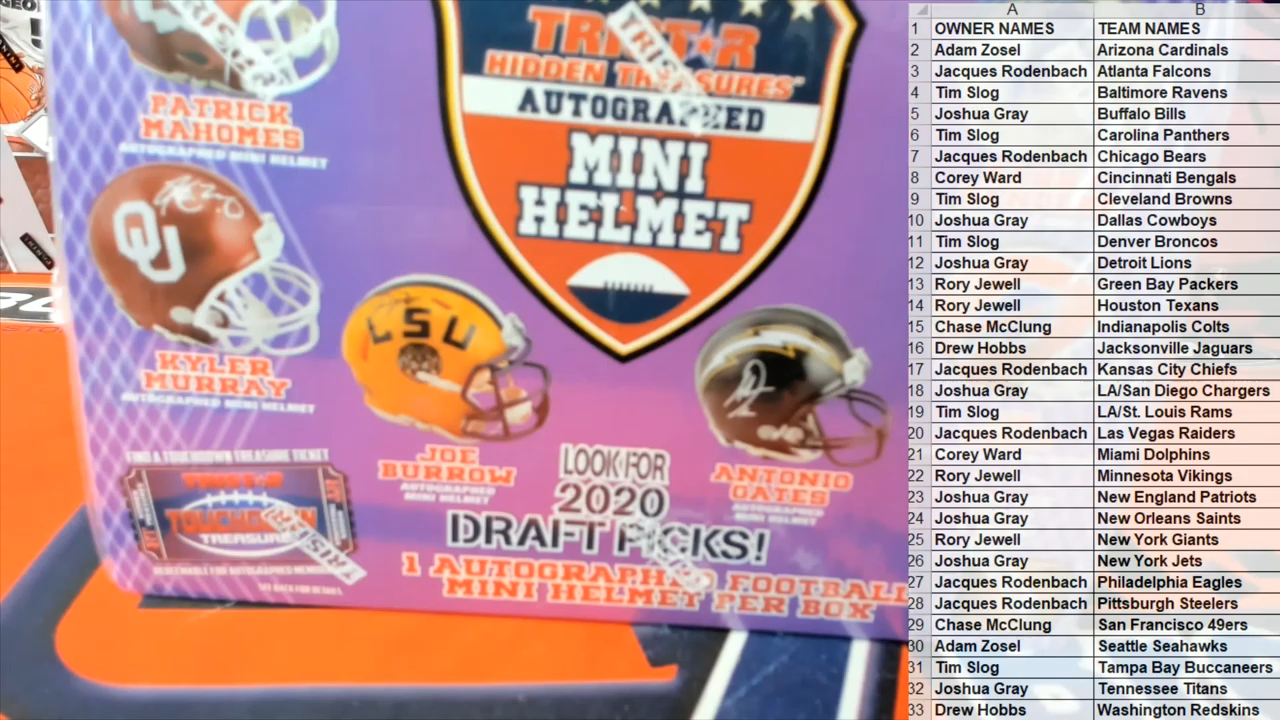 PATRICK
MAHOMES
AUTOGRAPHED MINI HELMET
OU
KYLER
MURRAY
AUTOGRAPHED MINI HELMET
TRISTAR
HIDDEN TREASURES
AUTOGRAPHED
MINI
HELMET
LSU
JOE
BURROW
AUTOGRAPHED
MINI HELMET
ANTONIO
GATES
AUTOGRAPHED
MINI HELMET
LOOK FOR
2020
DRAFT PICKS!
1 AUTOGRAPHED FOOTBALL
MINI HELMET PER BOX
FIND A TOUCHDOWN TREASURE TICKET
TRISTAR
TOUCHDOWN
TREASURES
A B
1 OWNER NAMES TEAM NAMES
2 Adam Zosel Arizona Cardinals
3 Jacques Rodenbach Atlanta Falcons
4 Tim Slog Baltimore Ravens
5 Joshua Gray Buffalo Bills
6 Tim Slog Carolina Panthers
7 Jacques Rodenbach Chicago Bears
8 Corey Ward Cincinnati Bengals
9 Tim Slog Cleveland Browns
10 Joshua Gray Dallas Cowboys
11 Tim Slog Denver Broncos
12 Joshua Gray Detroit Lions
13 Rory Jewell Green Bay Packers
14 Rory Jewell Houston Texans
15 Chase McClung Indianapolis Colts
16 Drew Hobbs Jacksonville Jaguars
17 Jacques Rodenbach Kansas City Chiefs
18 Joshua Gray LA/San Diego Chargers
19 Tim Slog LA/St. Louis Rams
20 Jacques Rodenbach Las Vegas Raiders
21 Corey Ward Miami Dolphins
22 Rory Jewell Minnesota Vikings
23 Joshua Gray New England Patriots
24 Joshua Gray New Orleans Saints
25 Rory Jewell New York Giants
26 Joshua Gray New York Jets
27 Jacques Rodenbach Philadelphia Eagles
28 Jacques Rodenbach Pittsburgh Steelers
29 Chase McClung San Francisco 49ers
30 Adam Zosel Seattle Seahawks
31 Tim Slog Tampa Bay Buccaneers
32 Joshua Gray Tennessee Titans
33 Drew Hobbs Washington Redskins